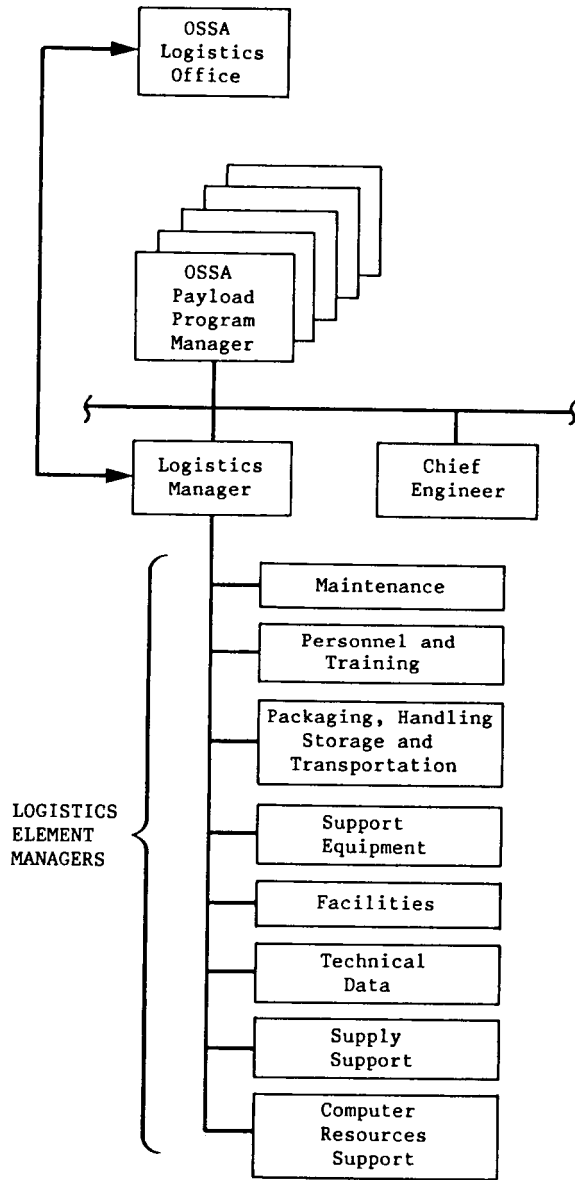 OSSA
Logistics
Office
OSSA
Payload
Program
Manager
Logistics
Manager
Chief
Engineer
Maintenance
Personnel and
Training
Packaging, Handling
Storage and
Transportation
LOGISTICS
ELEMENT
MANAGERS
Support
Equipment
Facilities
Technical
Data
Supply
Support
Computer
Resources
Support